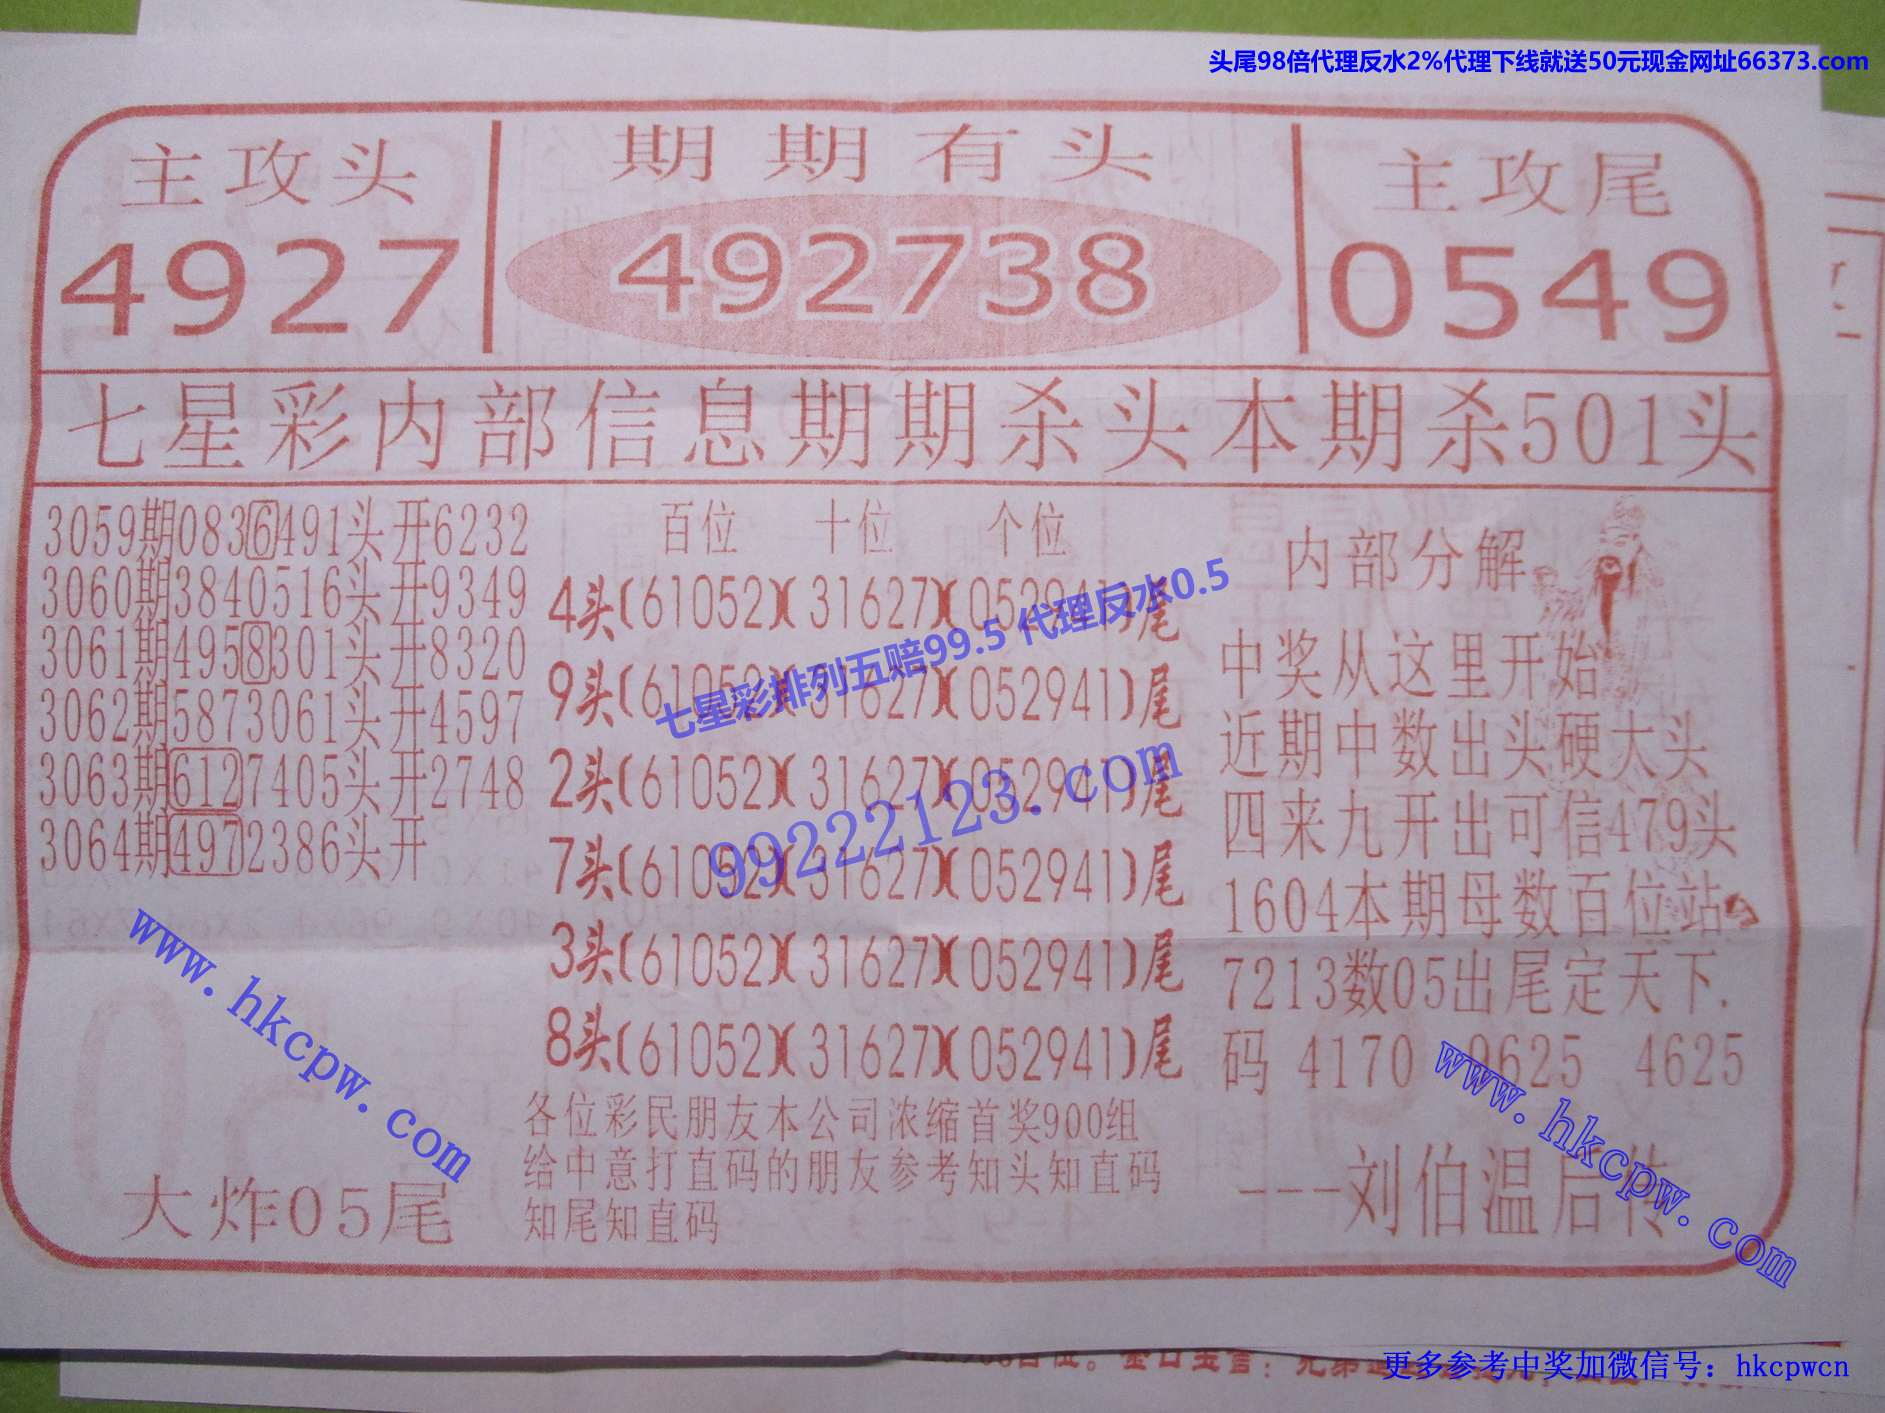 头尾98倍代理反水2%代理下线就送50元现金网址66373.com
主攻头
4927
期期有头
492738
主攻尾
0549
七星彩内部信息期期杀头本期杀501头
3059期0836491头开6232
3060期3840516头开9349
3061期4958301头开8320
3062期5873061头开4597
3063期6127405头开2748
3064期4972386头开
大炸05尾
百位 十位 个位
4头(61052)(31627)(052941)尾
9头(61052)(31627)(052941)尾
2头(61052)(31627)(052941)尾
7头(61052)(31627)(052941)尾
3头(61052)(31627)(052941)尾
8头(61052)(31627)(052941)尾
各位彩民朋友本公司浓缩首奖900组
给中意打直码的朋友参考知头知直码
知尾知直码
内部分解
中奖从这里开始
近期中数出头硬大头
四来九开出可信479头
1604本期母数百位站
7213数05出尾定天下.
码 4170 9625 4625
---刘伯温后传
七星彩排列五赔99.5 代理反水0.5
99222123.com
www.hkcpw.com
www.hkcpw.com
更多参考中奖加微信号：hkcpwcn